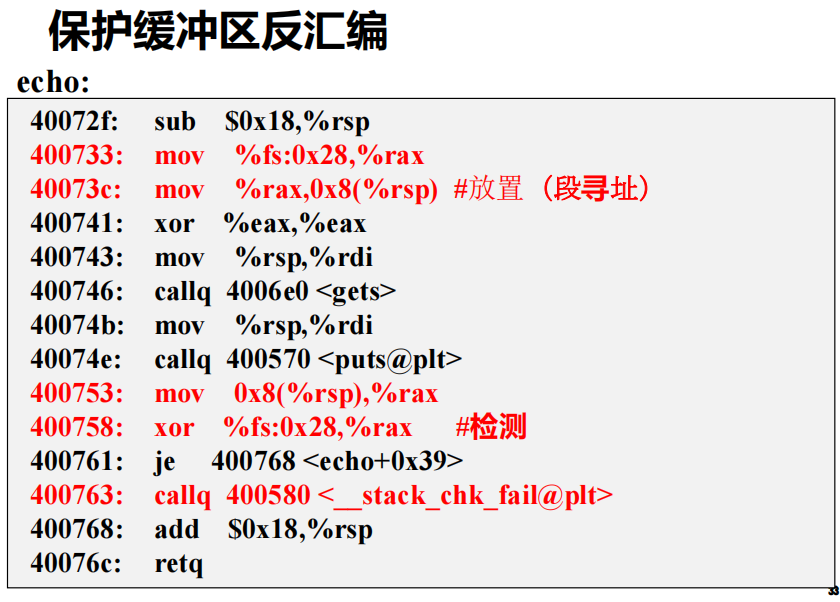 保护缓冲区反汇编
echo:
40072f: sub $0x18,%rsp
400733: mov %fs:0x28,%rax
40073c: mov %rax,0x8(%rsp) #放置（段寻址）
400741: xor %eax,%eax
400743: mov %rsp,%rdi
400746: callq 4006e0 <gets>
40074b: mov %rsp,%rdi
40074e: callq 400570 <puts@plt>
400753: mov 0x8(%rsp),%rax
400758: xor %fs:0x28,%rax #检测
400761: je 400768 <echo+0x39>
400763: callq 400580 <__stack_chk_fail@plt>
400768: add $0x18,%rsp
40076c: retq